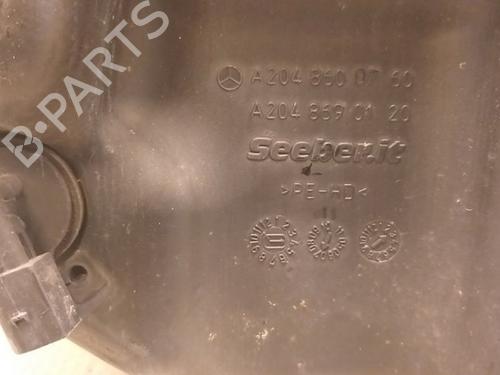 A 204 860 07 60
A 204 869 01 20
Seeber.it
>PE-HD<
B-PARTS